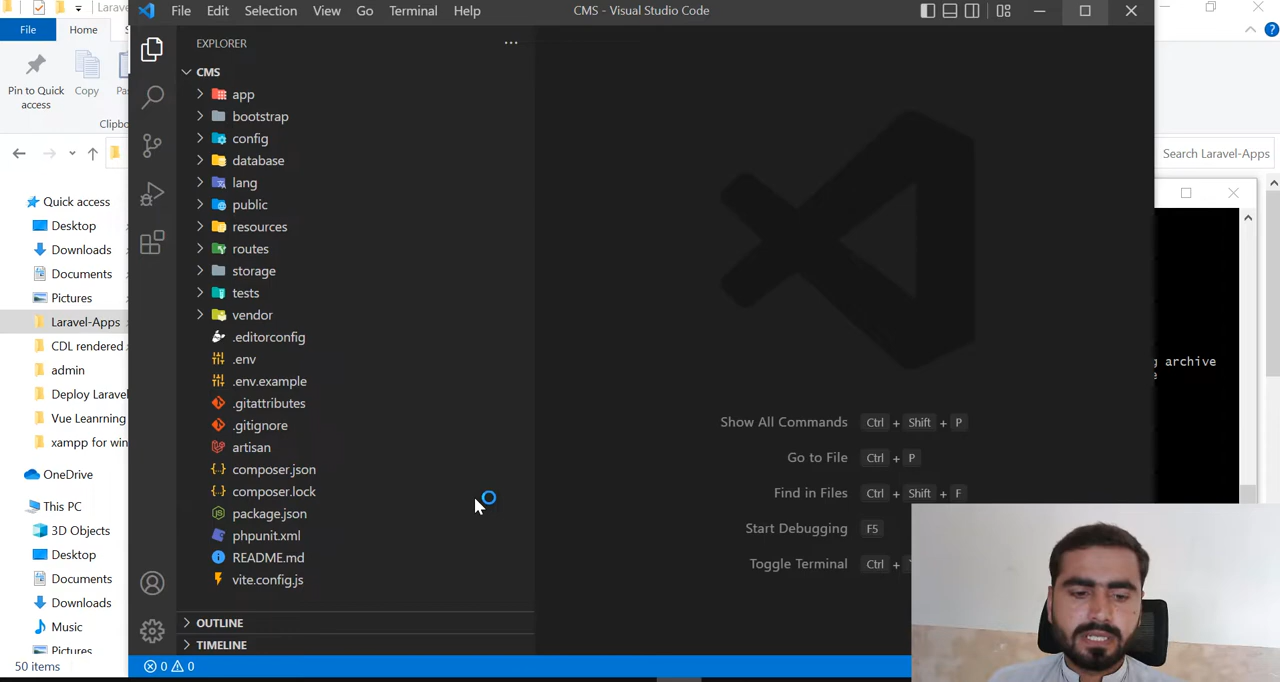 Larave
File
Home
Pin to Quick access
Copy
Clipbo
Quick access
Desktop
Downloads
Documents
Pictures
Laravel-Apps
CDL rendered
admin
Deploy Laravel
Vue Learnring
xampp for win
OneDrive
This PC
3D Objects
Desktop
Documents
Downloads
Music
Pictures
50 items
File Edit Selection View Go Terminal Help
CMS - Visual Studio Code
EXPLORER
CMS
app
bootstrap
config
database
lang
public
resources
routes
storage
tests
vendor
.editorconfig
.env
.env.example
.gitattributes
.gitignore
artisan
composer.json
composer.lock
package.json
phpunit.xml
README.md
vite.config.js
OUTLINE
TIMELINE
0 0
Show All Commands Ctrl + Shift + P
Go to File Ctrl + P
Find in Files Ctrl + Shift + F
Start Debugging F5
Toggle Terminal Ctrl +
Search Laravel-Apps
g archive
e